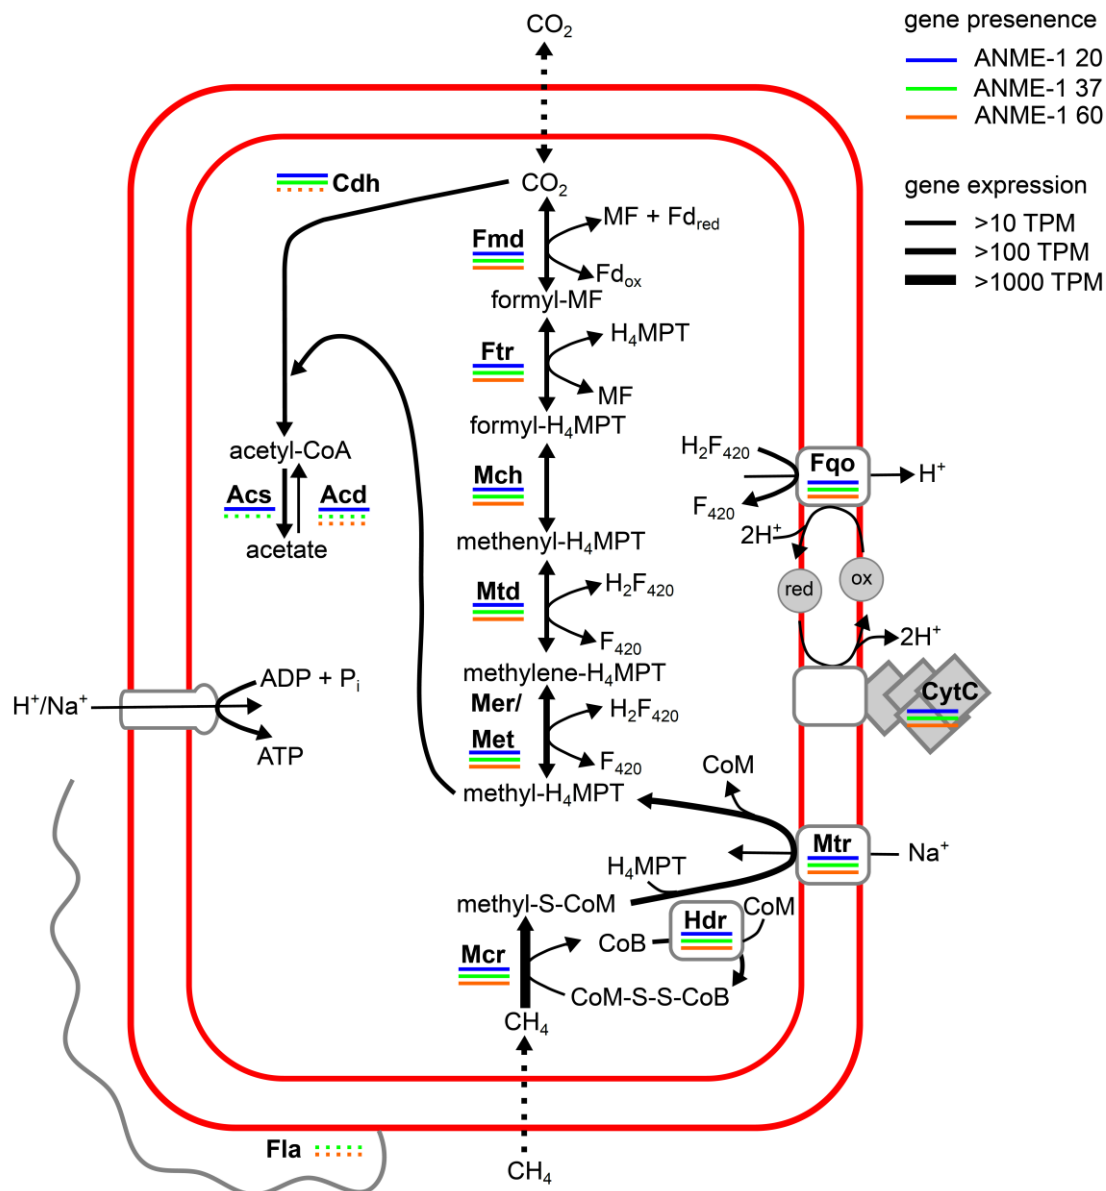 CO₂
gene presenence
ANME-1 20
ANME-1 37
ANME-1 60
gene expression
>10 TPM
>100 TPM
>1000 TPM
Cdh
CO₂
Fmd
MF + Fd_red
Fd_ox
formyl-MF
Ftr
H₄MPT
MF
formyl-H₄MPT
acetyl-CoA
Acs
Acd
acetate
Mch
methenyl-H₄MPT
H₂F₄₂₀
F₄₂₀
Fqo
H⁺
2H⁺
red
ox
2H⁺
Mtd
H₂F₄₂₀
F₄₂₀
methylene-H₄MPT
CytC
H⁺/Na⁺
ADP + Pᵢ
ATP
Mer/
Met
H₂F₄₂₀
F₄₂₀
methyl-H₄MPT
CoM
Mtr
Na⁺
H₄MPT
methyl-S-CoM
Hdr
CoM
CoB
Mcr
CoM-S-S-CoB
CH₄
Fla
CH₄